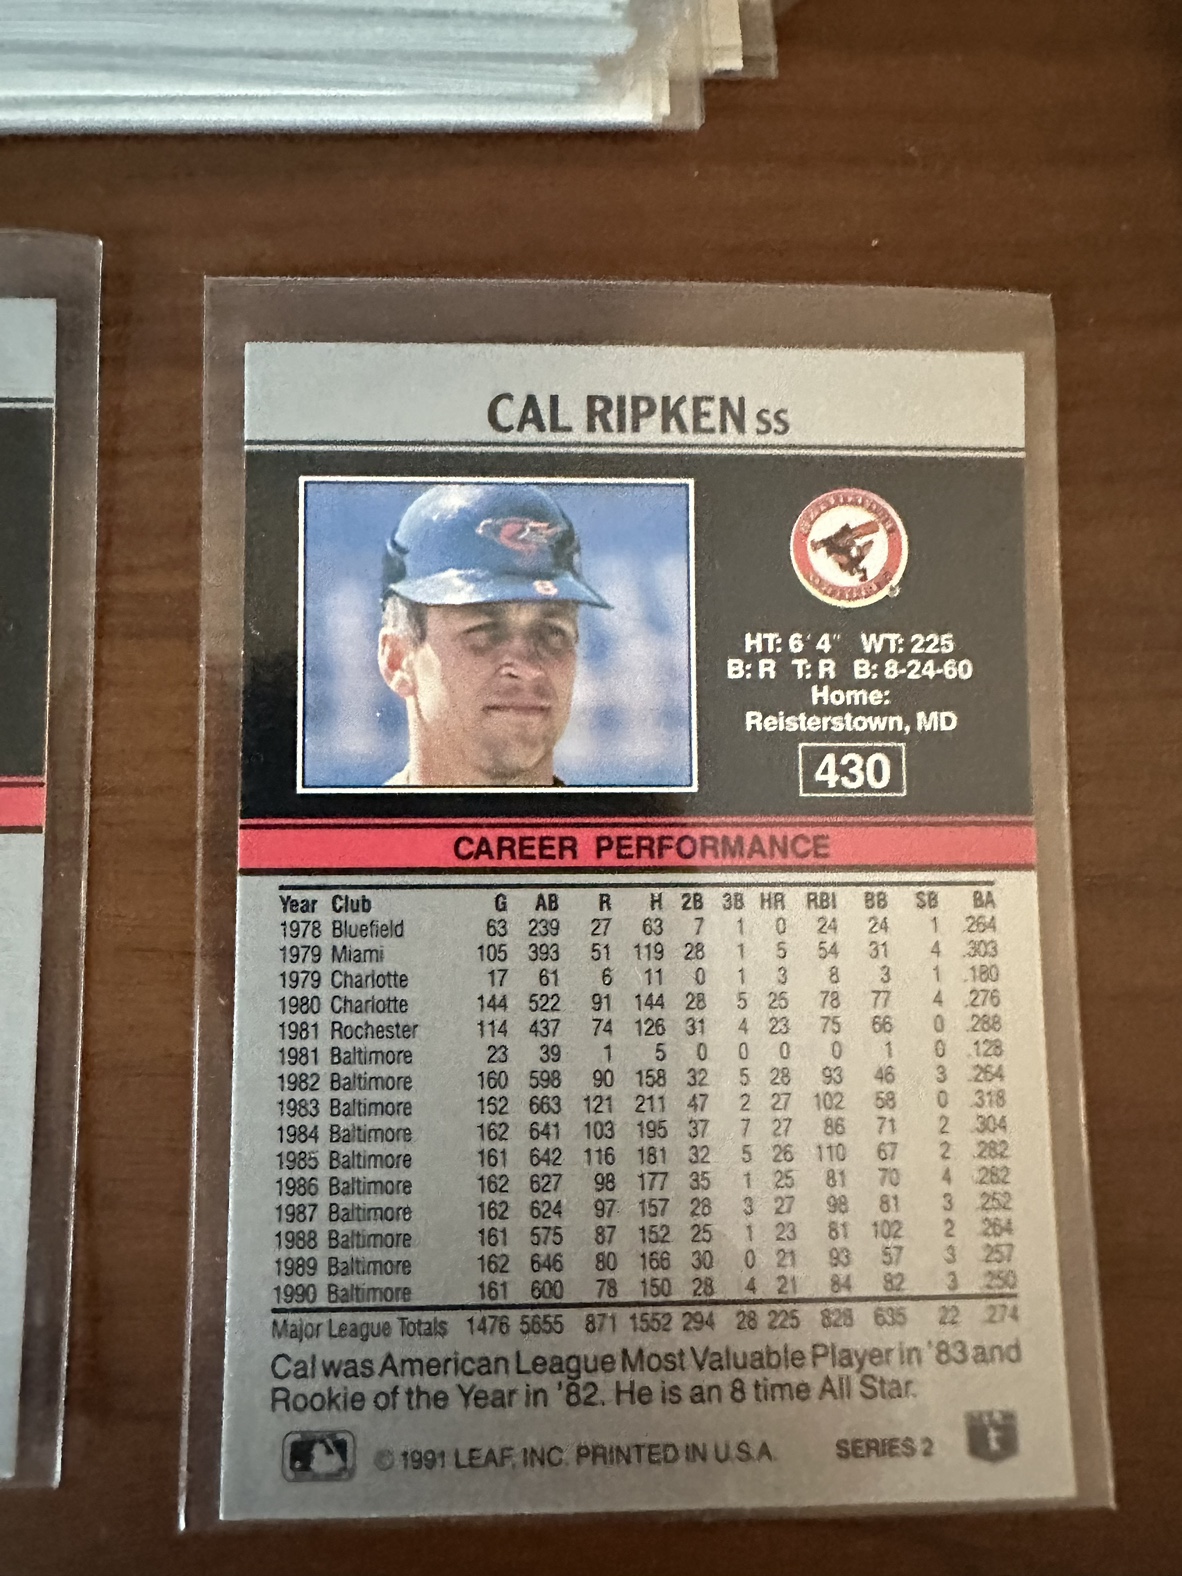 CAL RIPKEN SS
HT: 6' 4" WT: 225
B: R T: R B: 8-24-60
Home:
Reisterstown, MD
430
CAREER PERFORMANCE
Year Club G AB R H 2B 3B HR RBI BB SB BA
1978 Bluefield 63 239 27 63 7 1 0 24 24 1 .264
1979 Miami 105 393 51 119 28 1 5 54 31 4 .303
1979 Charlotte 17 61 6 11 0 1 3 8 3 1 .180
1980 Charlotte 144 522 91 144 28 5 25 78 77 4 .276
1981 Rochester 114 437 74 126 31 4 23 75 66 0 .288
1981 Baltimore 23 39 1 5 0 0 0 0 1 0 .128
1982 Baltimore 160 598 90 158 32 5 28 93 46 3 .264
1983 Baltimore 152 663 121 211 47 2 27 102 58 0 .318
1984 Baltimore 162 641 103 195 37 7 27 86 71 2 .304
1985 Baltimore 161 642 116 181 32 5 26 110 67 2 .282
1986 Baltimore 162 627 98 177 35 1 25 81 70 4 .282
1987 Baltimore 162 624 97 157 28 3 27 98 81 3 .252
1988 Baltimore 161 575 87 152 25 1 23 81 102 2 .264
1989 Baltimore 162 646 80 166 30 0 21 93 57 3 .257
1990 Baltimore 161 600 78 150 28 4 21 84 82 3 .250
Major League Totals 1476 5655 871 1552 294 28 225 828 635 22 .274
Cal was American League Most Valuable Player in '83 and
Rookie of the Year in '82. He is an 8 time All Star.
© 1991 LEAF, INC. PRINTED IN U.S.A. SERIES 2